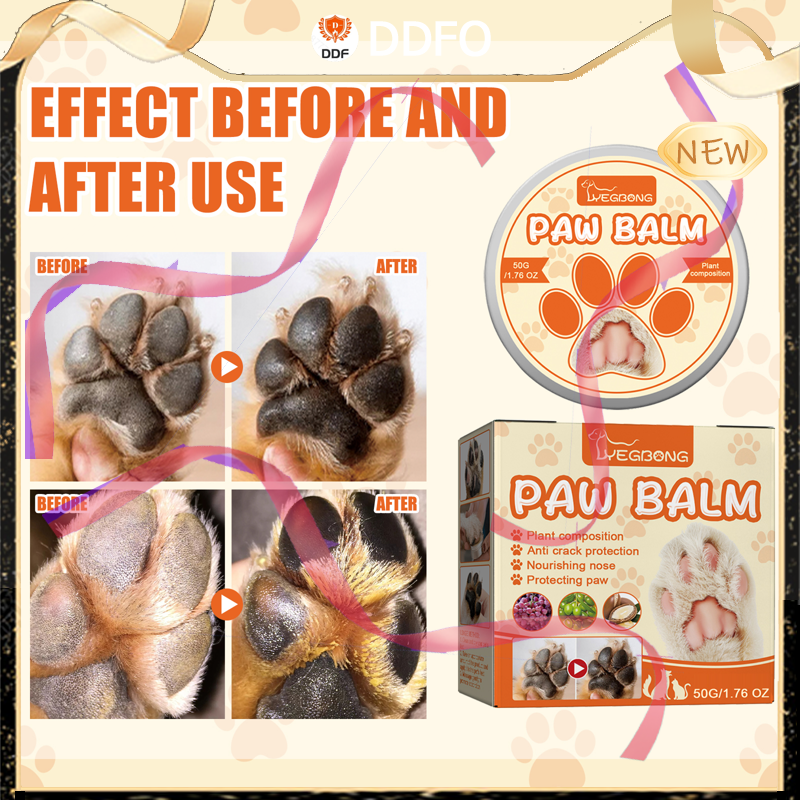 DDF
DDFO
EFFECT BEFORE AND
AFTER USE
NEW
YEGBONG
PAW BALM
50G
/1.76 OZ
Plant
composition
BEFORE
AFTER
BEFORE
AFTER
YEGBONG
PAW BALM
Plant composition
Anti crack protection
Nourishing nose
Protecting paw
50G/1.76 OZ